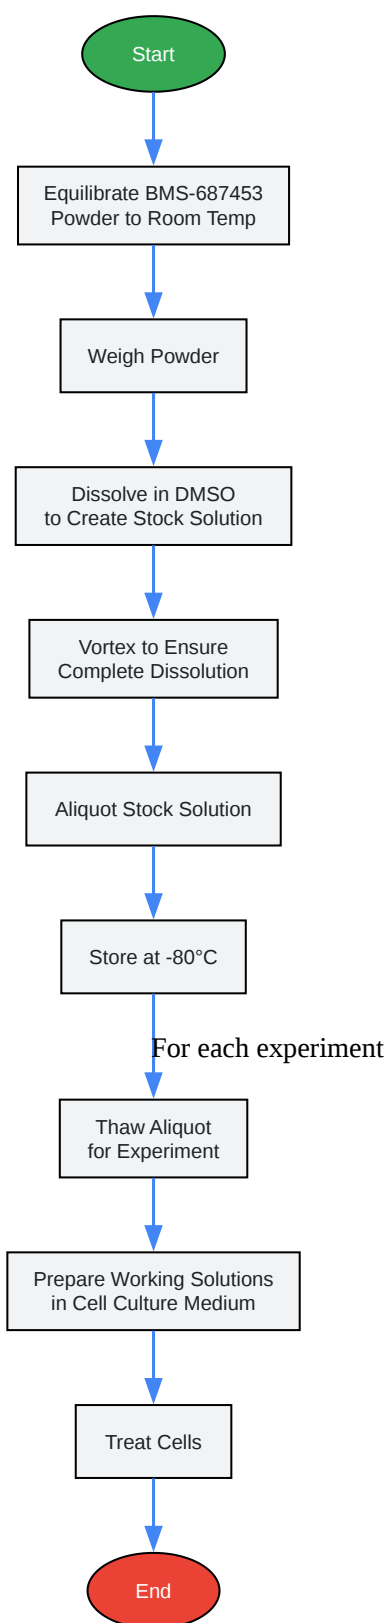 Start
Equilibrate BMS-687453
Powder to Room Temp
Weigh Powder
Dissolve in DMSO
to Create Stock Solution
Vortex to Ensure
Complete Dissolution
Aliquot Stock Solution
Store at -80°C
For each experiment
Thaw Aliquot
for Experiment
Prepare Working Solutions
in Cell Culture Medium
Treat Cells
End